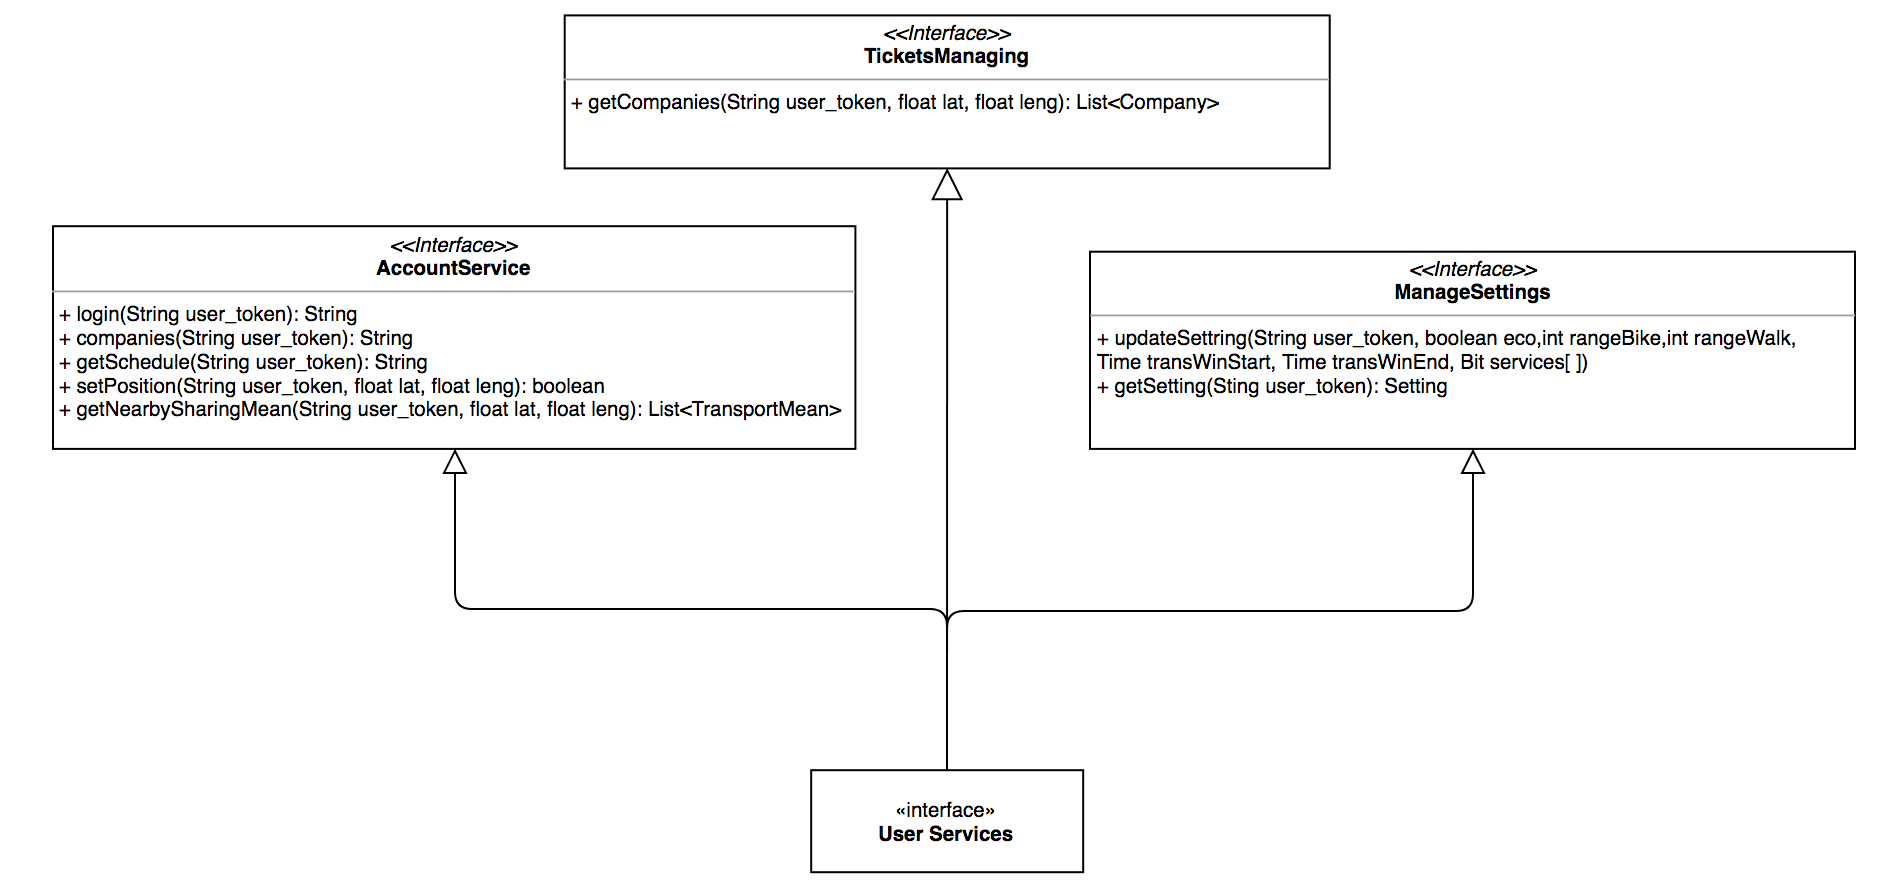 <<Interface>>
TicketsManaging
+ getCompanies(String user_token, float lat, float leng): List<Company>
<<Interface>>
AccountService
+ login(String user_token): String
+ companies(String user_token): String
+ getSchedule(String user_token): String
+ setPosition(String user_token, float lat, float leng): boolean
+ getNearbySharingMean(String user_token, float lat, float leng): List<TransportMean>
<<Interface>>
ManageSettings
+ updateSettring(String user_token, boolean eco,int rangeBike,int rangeWalk,
Time transWinStart, Time transWinEnd, Bit services[ ])
+ getSetting(Sting user_token): Setting
«interface»
User Services